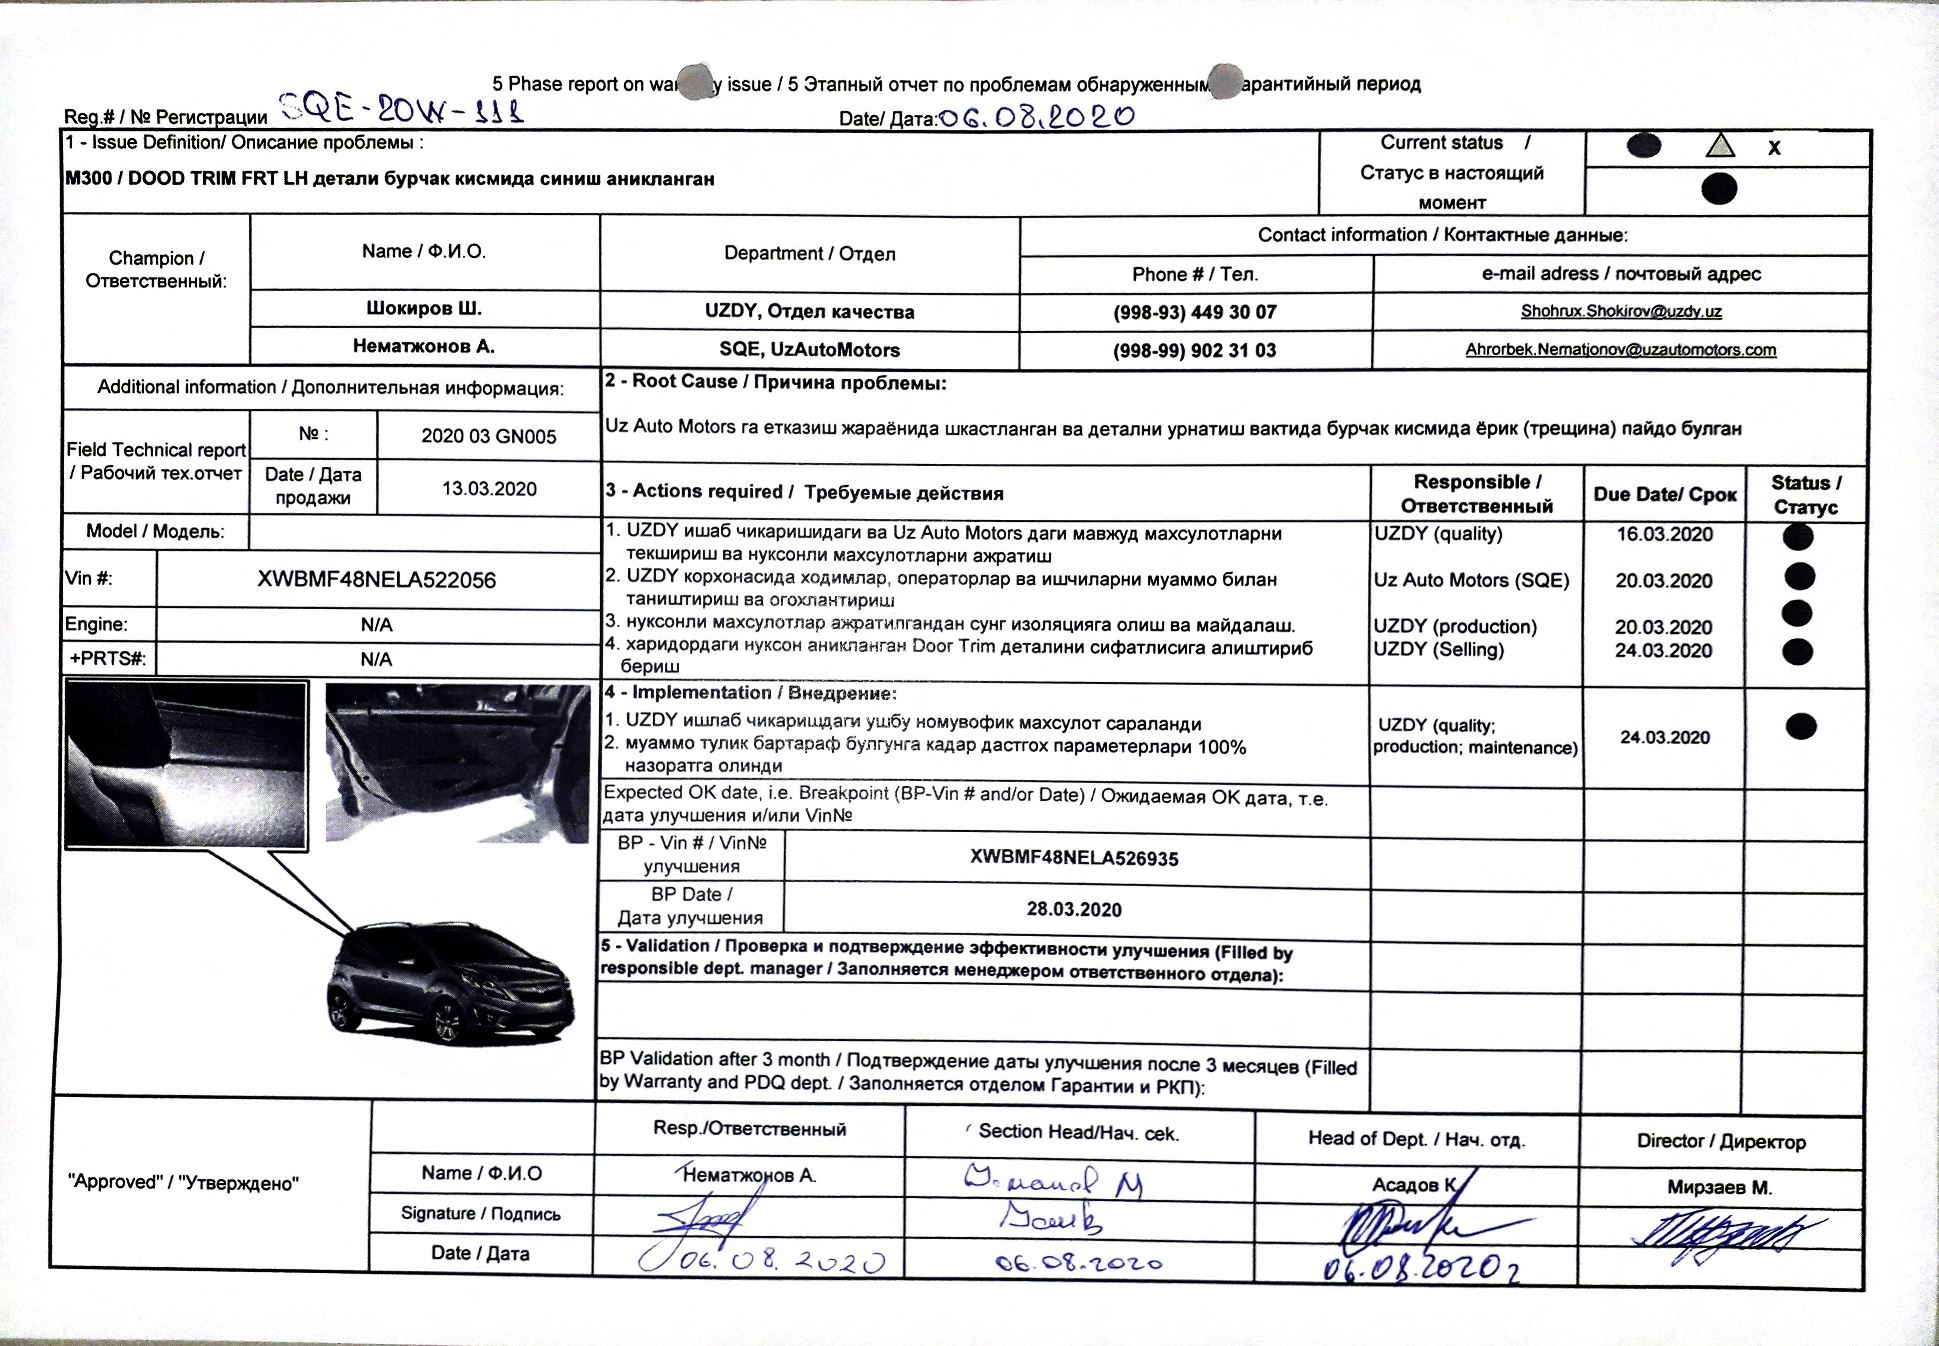 5 Phase report on wa y issue / 5 Этапный отчет по проблемам обнаруженным арантийный период
Reg.# / № Регистрации SQE-20W-111
Date/ Дата: 06.08.2020
1 - Issue Definition/ Описание проблемы :
M300 / DOOD TRIM FRT LH детали бурчак кисмида синиш аникланган
Current status /
Статус в настоящий
момент
X
Champion /
Ответственный:
Name / Ф.И.О.
Department / Отдел
Contact information / Контактные данные:
Phone # / Тел.
e-mail adress / почтовый адрес
Шокиров Ш.
UZDY, Отдел качества
(998-93) 449 30 07
Shohrux.Shokirov@uzdy.uz
Нематжонов А.
SQE, UzAutoMotors
(998-99) 902 31 03
Ahrorbek.Nematjonov@uzautomotors.com
Additional information / Дополнительная информация:
Field Technical report
/ Рабочий тех.отчет
№ :
2020 03 GN005
Date / Дата
продажи
13.03.2020
Model / Модель:
Vin #:
XWBMF48NELA522056
Engine:
N/A
+PRTS#:
N/A
2 - Root Cause / Причина проблемы:
Uz Auto Motors га етказиш жараёнида шкастланган ва детални урнатиш вактида бурчак кисмида ёрик (трещина) пайдо булган
3 - Actions required / Требуемые действия
Responsible /
Ответственный
Due Date/ Срок
Status /
Статус
1. UZDY ишаб чикаришидаги ва Uz Auto Motors даги мавжуд махсулотларни
текшириш ва нуксонли махсулотларни ажратиш
UZDY (quality)
16.03.2020
2. UZDY корхонасида ходимлар, операторлар ва ишчиларни муаммо билан
таништириш ва огохлантириш
Uz Auto Motors (SQE)
20.03.2020
3. нуксонли махсулотлар ажратилгандан сунг изоляцияга олиш ва майдалаш.
UZDY (production)
20.03.2020
4. харидордаги нуксон аникланган Door Trim деталини сифатлисига алиштириб
бериш
UZDY (Selling)
24.03.2020
4 - Implementation / Внедрение:
1. UZDY ишлаб чикаришдаги ушбу номувофик махсулот сараланди
2. муаммо тулик бартараф булгунга кадар дастгох параметерлари 100%
назоратга олинди
UZDY (quality;
production; maintenance)
24.03.2020
Expected OK date, i.e. Breakpoint (BP-Vin # and/or Date) / Ожидаемая OK дата, т.е.
дата улучшения и/или Vin№
BP - Vin # / Vin№
улучшения
XWBMF48NELA526935
BP Date /
Дата улучшения
28.03.2020
5 - Validation / Проверка и подтверждение эффективности улучшения (Filled by
responsible dept. manager / Заполняется менеджером ответственного отдела):
BP Validation after 3 month / Подтверждение даты улучшения после 3 месяцев (Filled
by Warranty and PDQ dept. / Заполняется отделом Гарантии и РКП):
"Approved" / "Утверждено"
Resp./Ответственный
Section Head/Нач. сек.
Head of Dept. / Нач. отд.
Director / Директор
Name / Ф.И.О
Нематжонов А.
М
Асадов К.
Мирзаев М.
Signature / Подпись
Date / Дата
06.08.2020
06.08.2020
06.08.2020г